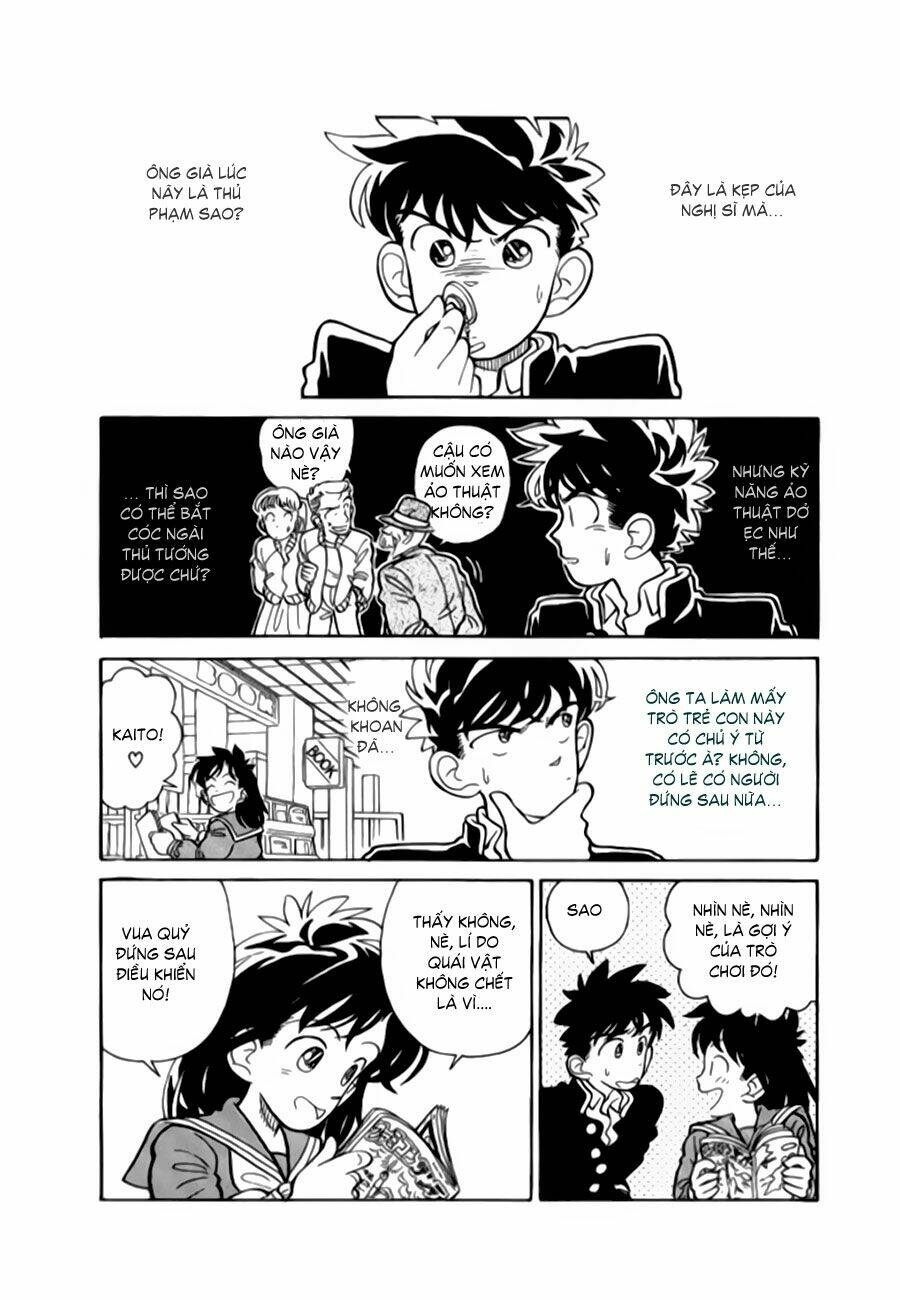 ĐÂY LÀ KẸP CỦA
NGHỊ SĨ MÀ...
ÔNG GIÀ LÚC
NÃY LÀ THỦ
PHẠM SAO?
NHƯNG KỸ
NĂNG ẢO
THUẬT DỞ
ẸC NHƯ
THẾ...
CẬU CÓ
MUỐN XEM
ẢO THUẬT
KHÔNG?
ÔNG GIÀ
NÀO VẬY
NÈ?
... THÌ SAO
CÓ THỂ BẮT
CÓC NGÀI
THỦ TƯỚNG
ĐƯỢC CHỨ?
ÔNG TA LÀM MẤY
TRÒ TRẺ CON NÀY
CÓ CHỦ Ý TỪ
TRƯỚC À? KHÔNG,
CÓ LẼ CÓ NGƯỜI
ĐỨNG SAU NỮA...
KHÔNG,
KHOAN
ĐÃ...
BOOK
BOOK
KAITO!
♡
NHÌN NÈ, NHÌN
NÈ, LÀ GỢI Ý
CỦA TRÒ
CHƠI ĐÓ!
SAO
THẤY KHÔNG,
NÈ, LÍ DO
QUÁI VẬT
KHÔNG CHẾT
LÀ VÌ....
VUA QUỶ
ĐỨNG SAU
ĐIỀU KHIỂN
NÓ!